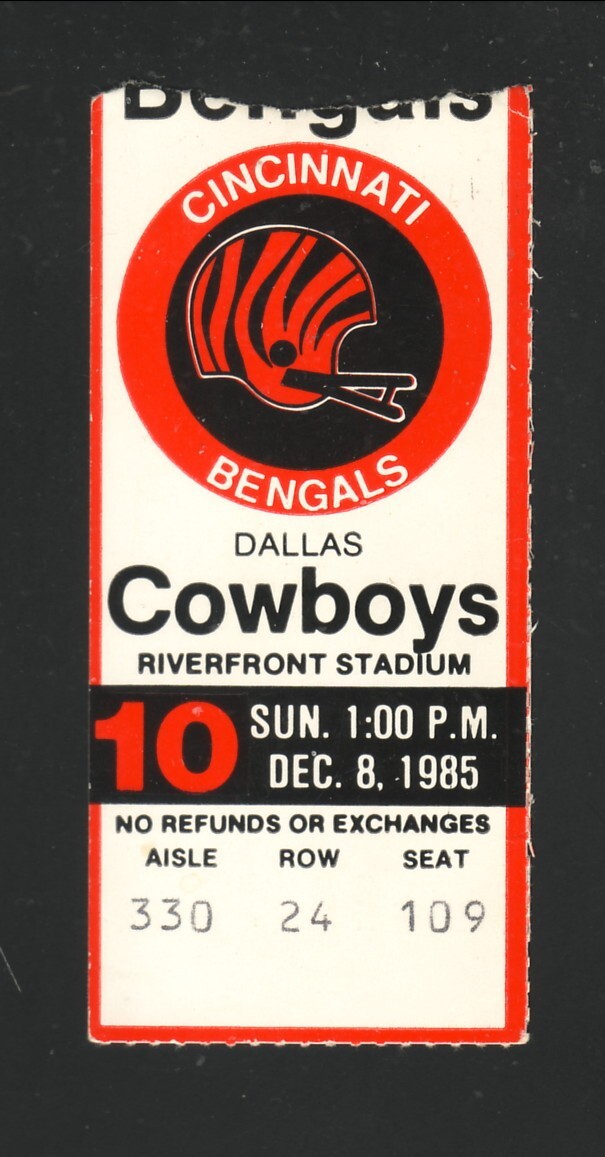 Bengals
CINCINNATI
BENGALS
DALLAS
Cowboys
RIVERFRONT STADIUM
10
SUN. 1:00 P.M.
DEC. 8, 1985
NO REFUNDS OR EXCHANGES
AISLE ROW SEAT
330 24 109